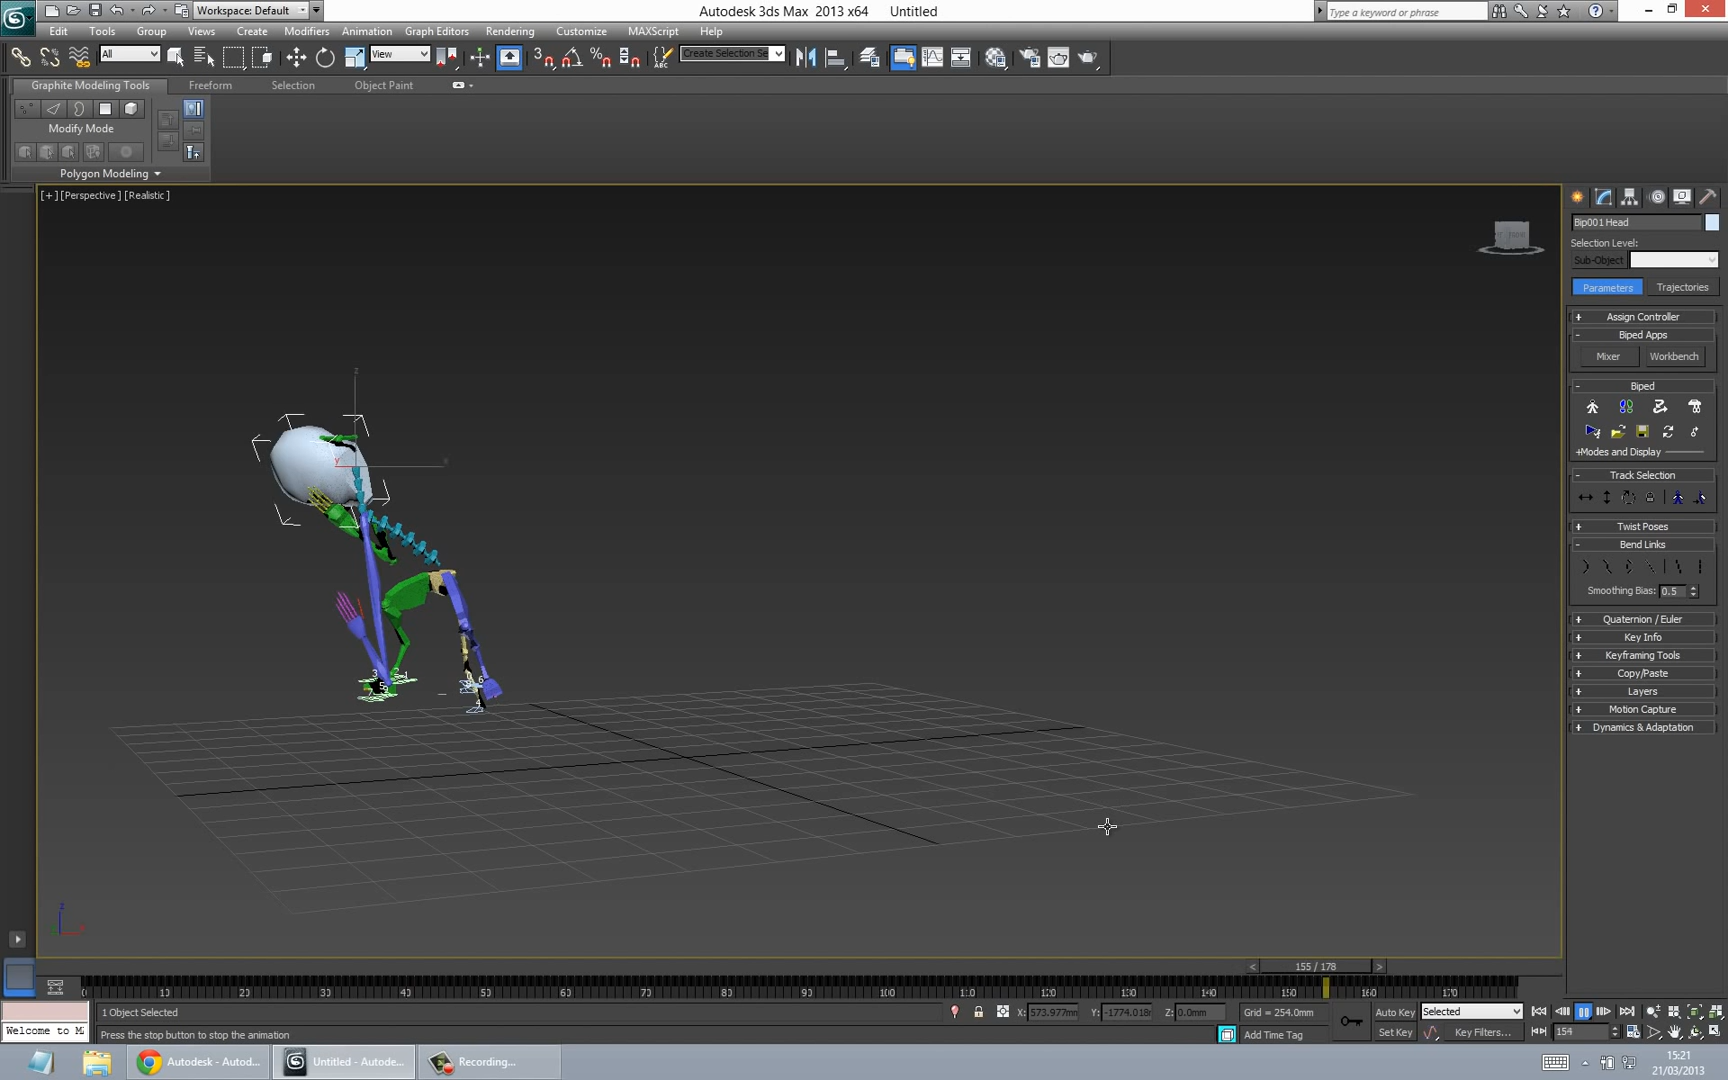 Workspace: Default
Autodesk 3ds Max 2013 x64 Untitled
Type a keyword or phrase
Edit Tools Group Views Create Modifiers Animation Graph Editors Rendering Customize MAXScript Help
All
View
Create Selection Se
Graphite Modeling Tools Freeform Selection Object Paint
Modify Mode
Polygon Modeling
[+] [Perspective] [Realistic]
Bip001 Head
Selection Level:
Sub-Object
Parameters Trajectories
+ Assign Controller
- Biped Apps
Mixer Workbench
- Biped
+Modes and Display
- Track Selection
+ Twist Poses
- Bend Links
Smoothing Bias: 0.5
+ Quaternion / Euler
+ Key Info
+ Keyframing Tools
+ Copy/Paste
+ Layers
+ Motion Capture
+ Dynamics & Adaptation
< 155 / 178 >
10 20 30 40 50 60 70 80 90 100 110 120 130 140 150 160 170
1 Object Selected
X: 573.977mm Y: -1774.018 Z: 0.0mm Grid = 254.0mm
Auto Key Selected
Welcome to M
Press the stop button to stop the animation
Add Time Tag
Set Key Key Filters... 154
Autodesk - Autod... Untitled - Autode... Recording...
15:21
21/03/2013